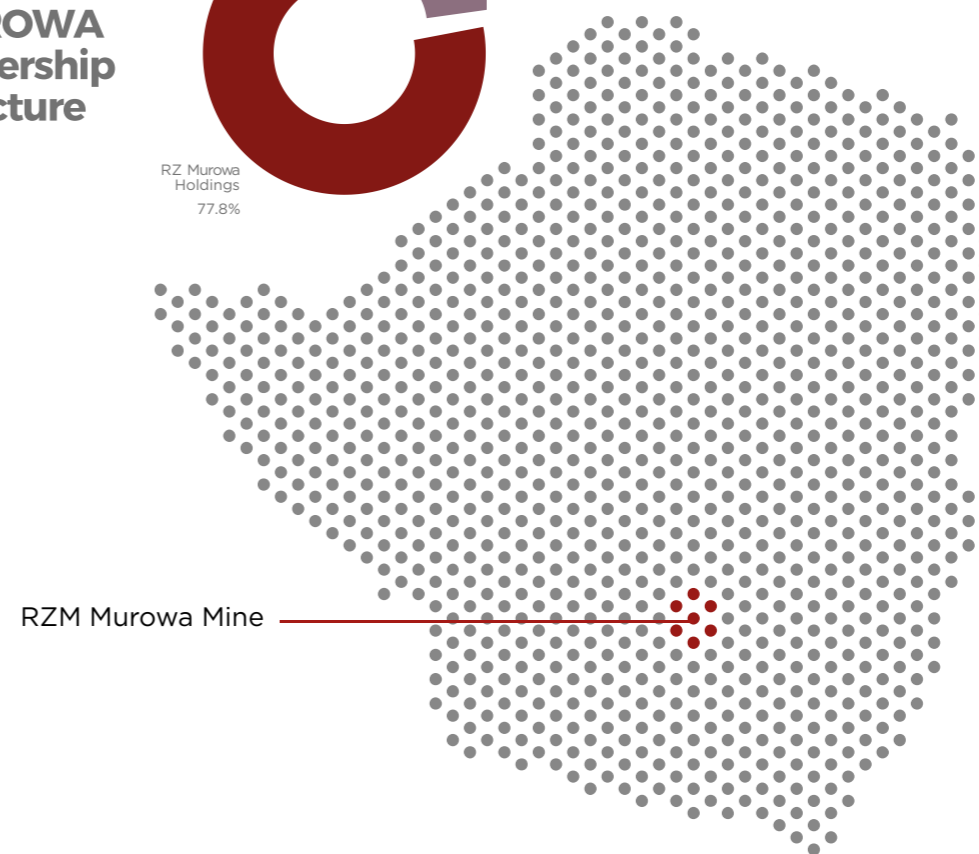 ROWA
ership
cture
RZ Murowa
Holdings
77.8%
RZM Murowa Mine